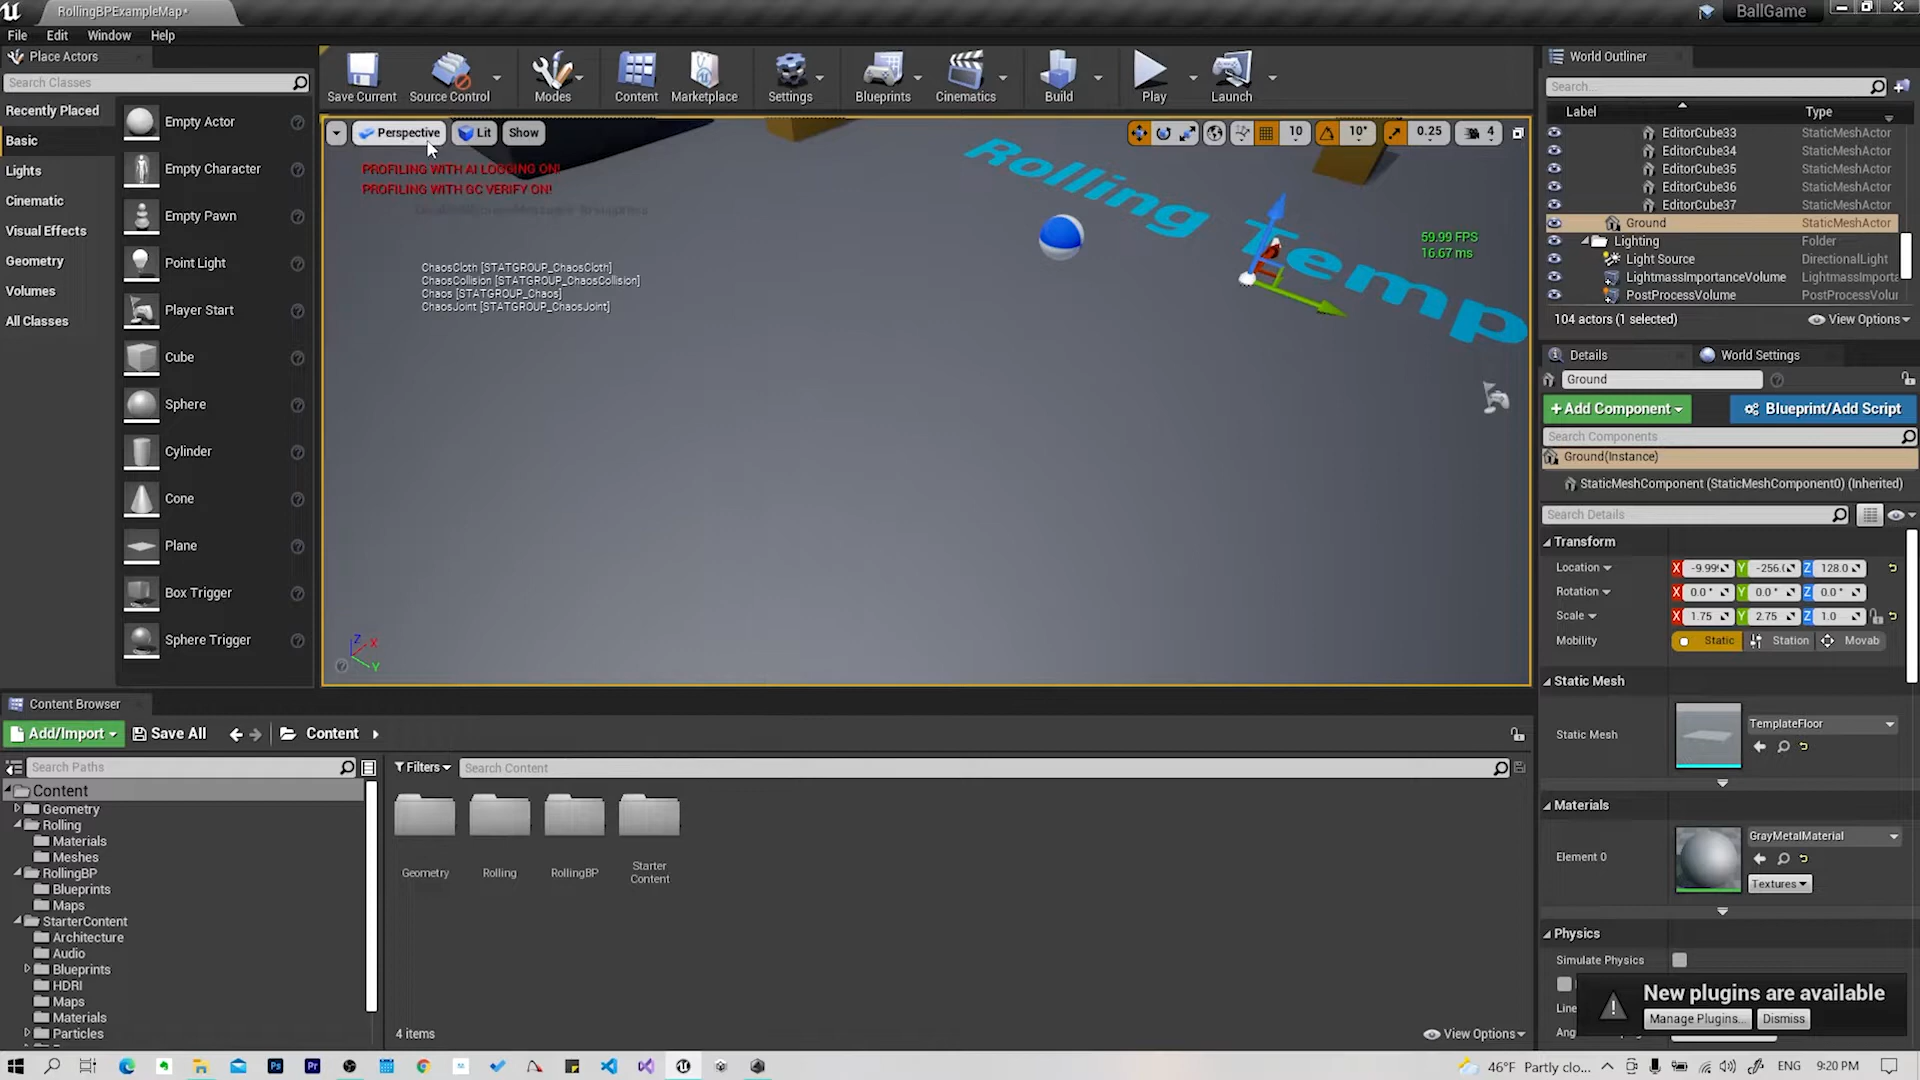 RollingBPExampleMap*
BallGame
File Edit Window Help
Place Actors
Search Classes
Recently Placed
Basic
Lights
Cinematic
Visual Effects
Geometry
Volumes
All Classes
Empty Actor
Empty Character
Empty Pawn
Point Light
Player Start
Cube
Sphere
Cylinder
Cone
Plane
Box Trigger
Sphere Trigger
Save Current Source Control Modes Content Marketplace Settings Blueprints Cinematics Build Play Launch
Perspective Lit Show
10 10° 0.25 4
PROFILING WITH AI LOGGING ON!
PROFILING WITH GC VERIFY ON!
ChaosCloth [STATGROUP_ChaosCloth]
ChaosCollision [STATGROUP_ChaosCollision]
Chaos [STATGROUP_Chaos]
ChaosJoint [STATGROUP_ChaosJoint]
Rolling Temp
59.99 FPS
16.67 ms
Z X
Y
World Outliner
Search...
Label Type
EditorCube33 StaticMeshActor
EditorCube34 StaticMeshActor
EditorCube35 StaticMeshActor
EditorCube36 StaticMeshActor
EditorCube37 StaticMeshActor
Ground StaticMeshActor
Lighting Folder
Light Source DirectionalLight
LightmassImportanceVolume LightmassImporta
PostProcessVolume PostProcessVolur
104 actors (1 selected) View Options
Details World Settings
Ground
+Add Component Blueprint/Add Script
Search Components
Ground(Instance)
StaticMeshComponent (StaticMeshComponent0) (Inherited)
Search Details
Transform
Location X -9.99 Y -256.( Z 128.0
Rotation X 0.0° Y 0.0° Z 0.0°
Scale X 1.75 Y 2.75 Z 1.0
Mobility Static Station Movab
Static Mesh
Static Mesh TemplateFloor
Materials
Element 0 GrayMetalMaterial
Textures
Physics
Simulate Physics
Line
Ang
New plugins are available
Manage Plugins... Dismiss
Content Browser
Add/Import Save All Content
Search Paths
Filters Search Content
Content
Geometry
Rolling
Materials
Meshes
RollingBP
Blueprints
Maps
StarterContent
Architecture
Audio
Blueprints
HDRI
Maps
Materials
Particles
Geometry
Rolling
RollingBP
Starter
Content
4 items
View Options
46°F Partly clo... ENG 9:20 PM